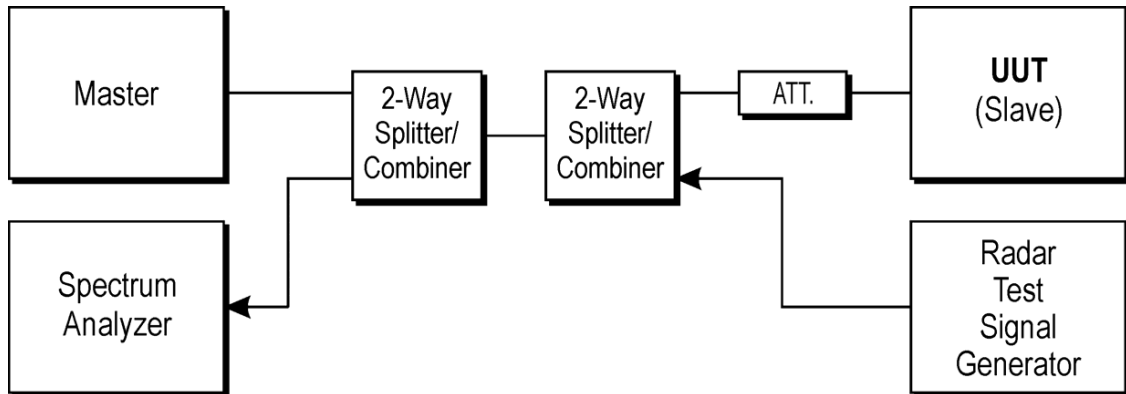 Master
2-Way
Splitter/
Combiner
2-Way
Splitter/
Combiner
ATT.
UUT
(Slave)
Spectrum
Analyzer
Radar
Test
Signal
Generator